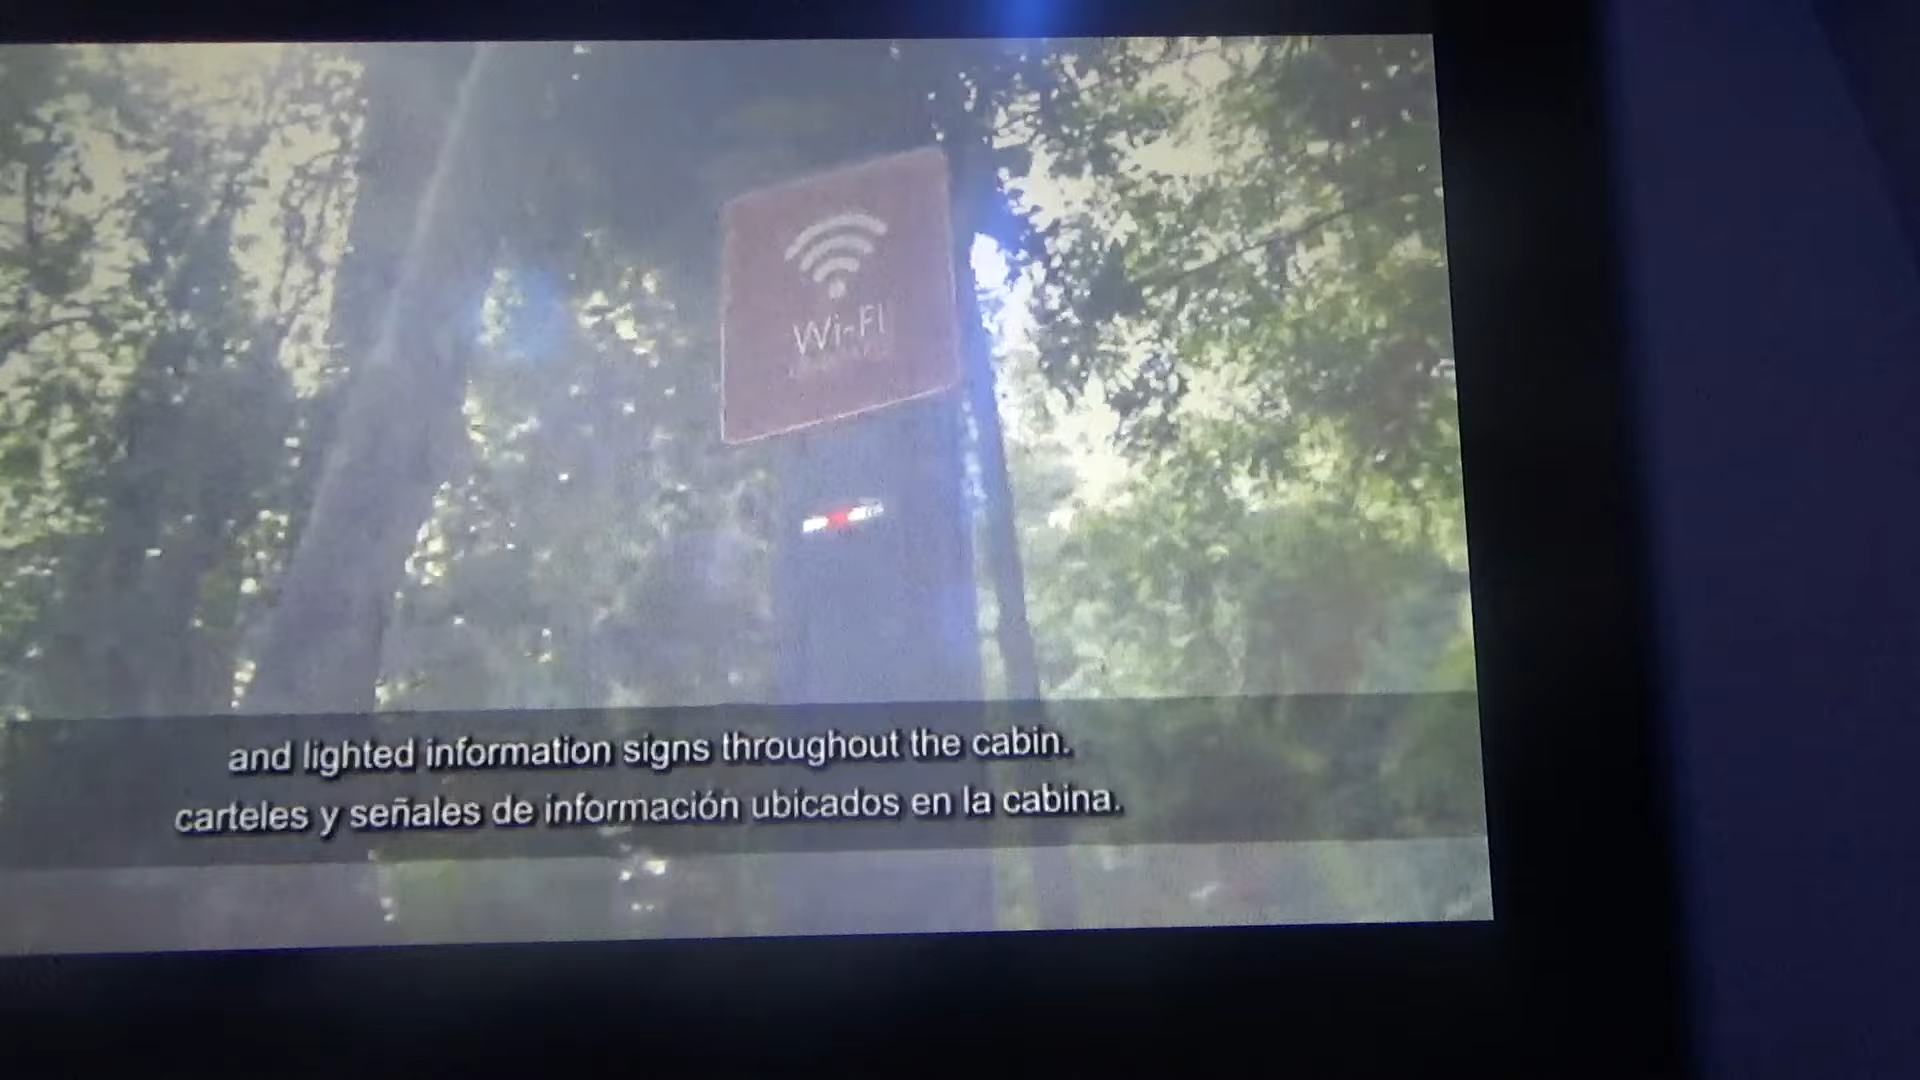 Wi-Fi
and lighted information signs throughout the cabin.
carteles y señales de información ubicados en la cabina.